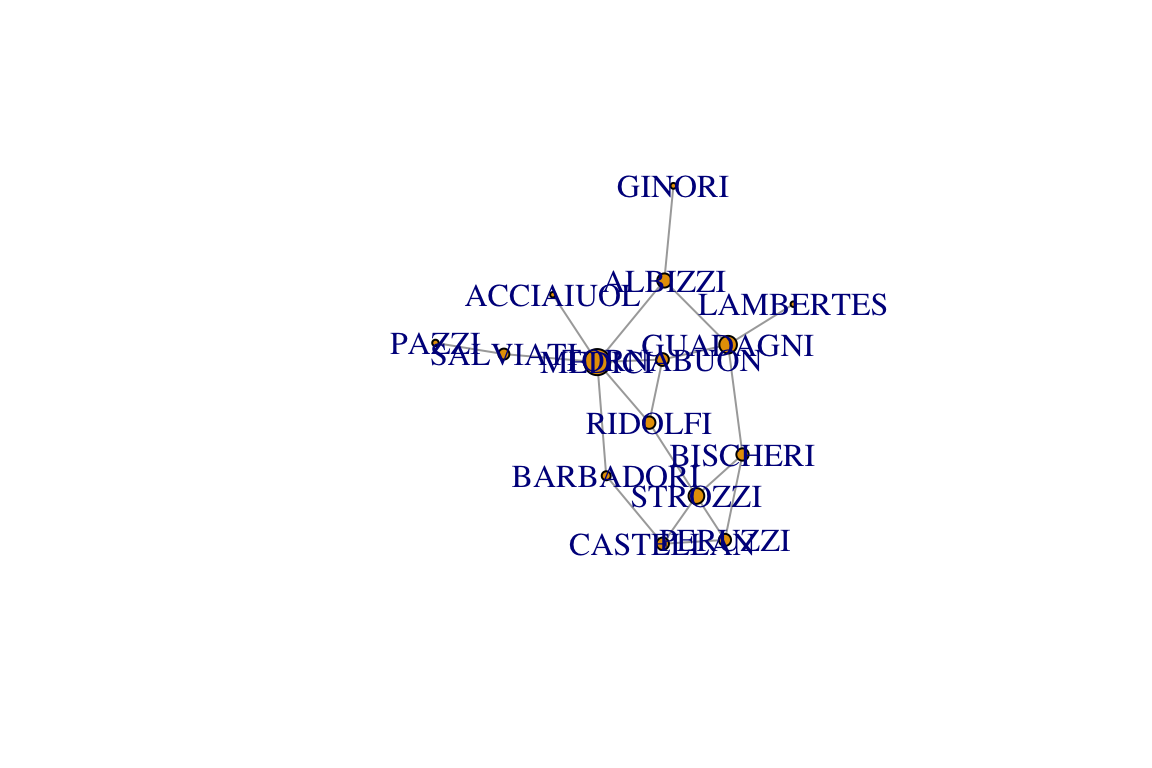 GINORI
ALBIZZI
ACCIAIUOL
LAMBERTES
PAZZI
GUADAGNI
SALVIATI
MEDICI
TORNABUON
RIDOLFI
BISCHERI
BARBADORI
STROZZI
PERUZZI
CASTELLAN